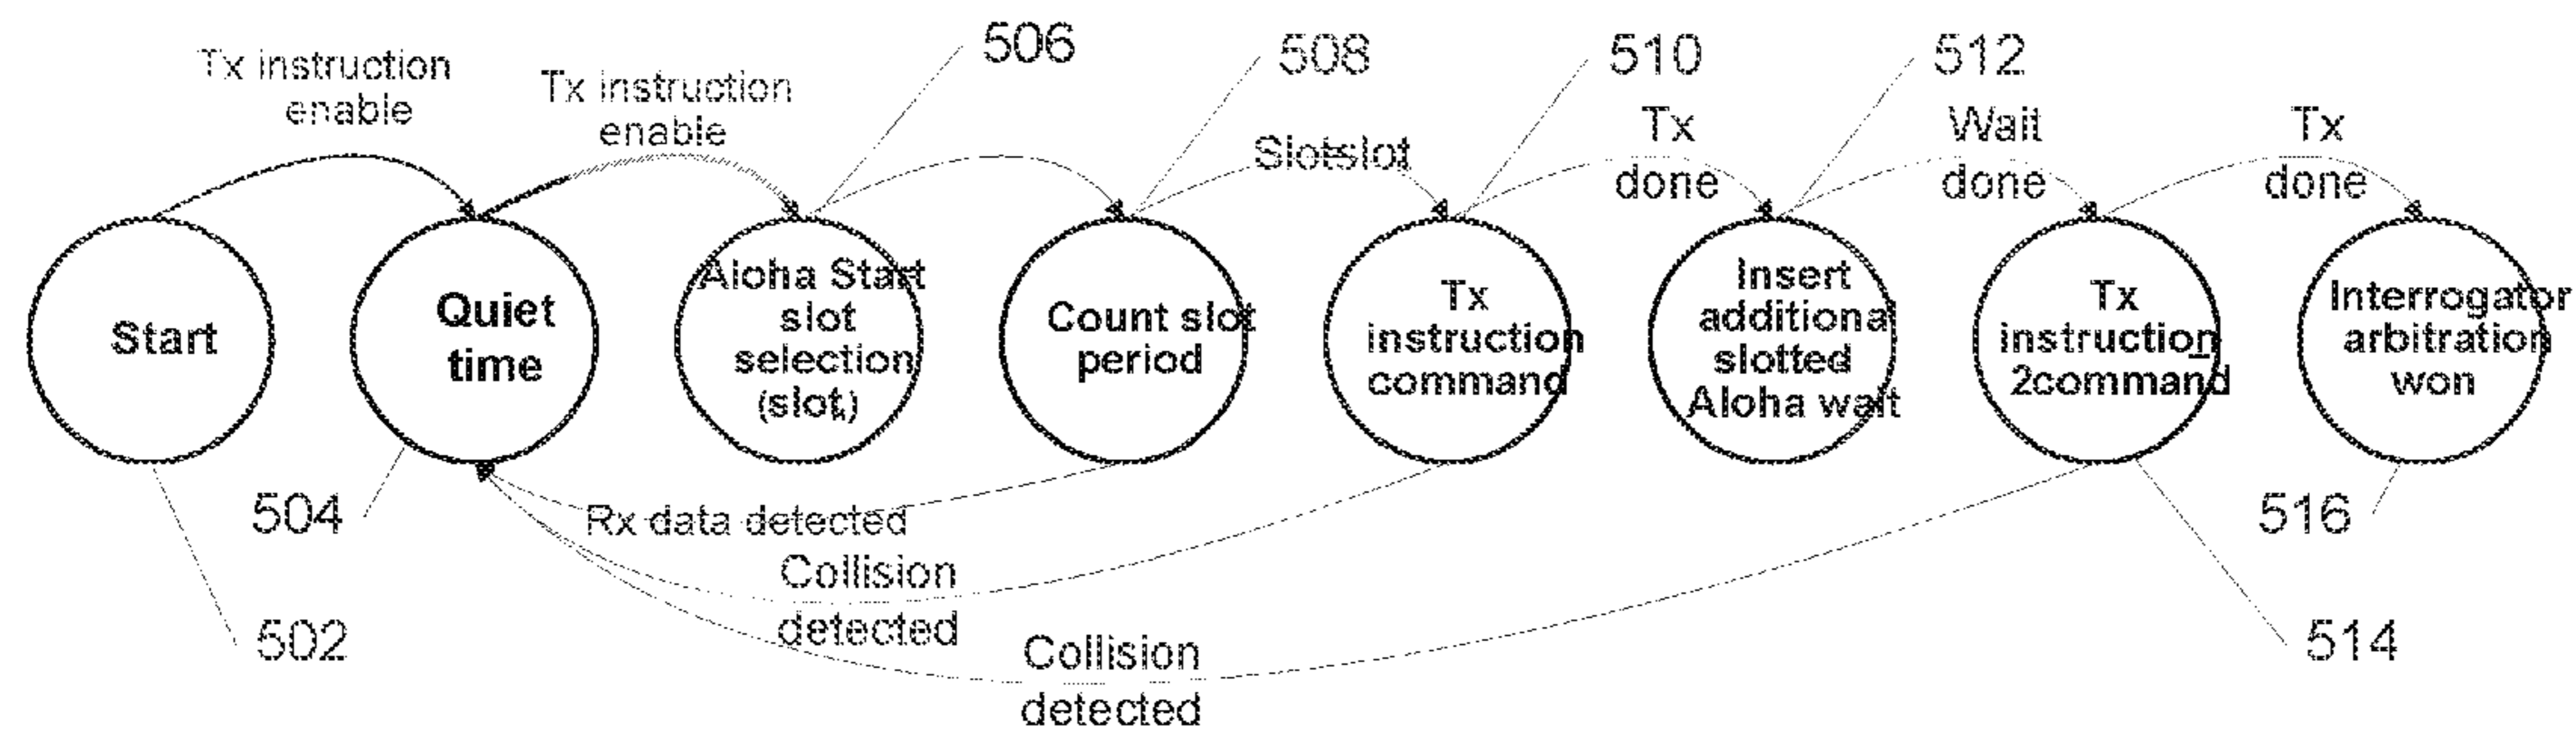 506
508
510
512
Tx instruction
enable
Tx instruction
enable
Slotslot
Tx
done
Wait
done
Tx
done
Start
Quiet
time
Aloha Start
slot
selection
(slot,)
Count slot
period
Tx
instruction
command
Insert
additional
slotted
Aloha wait
Tx
instruction_
2command
Interrogator
arbitration
won
504
502
Rx data detected
Collision
detected
Collision
detected
516
514